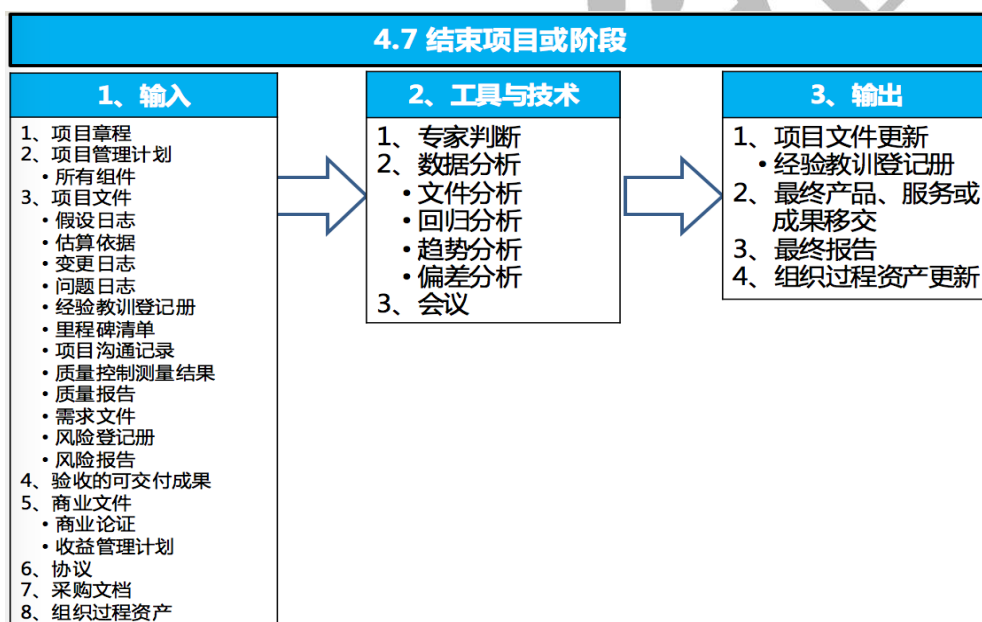 4.7 结束项目或阶段
1、输入
1、项目章程
2、项目管理计划
• 所有组件
3、项目文件
• 假设日志
• 估算依据
• 变更日志
• 问题日志
• 经验教训登记册
• 里程碑清单
• 项目沟通记录
• 质量控制测量结果
• 质量报告
• 需求文件
• 风险登记册
• 风险报告
4、验收的可交付成果
5、商业文件
• 商业论证
• 收益管理计划
6、协议
7、采购文档
8、组织过程资产
2、工具与技术
1、专家判断
2、数据分析
• 文件分析
• 回归分析
• 趋势分析
• 偏差分析
3、会议
3、输出
1、项目文件更新
• 经验教训登记册
2、最终产品、服务或
成果移交
3、最终报告
4、组织过程资产更新